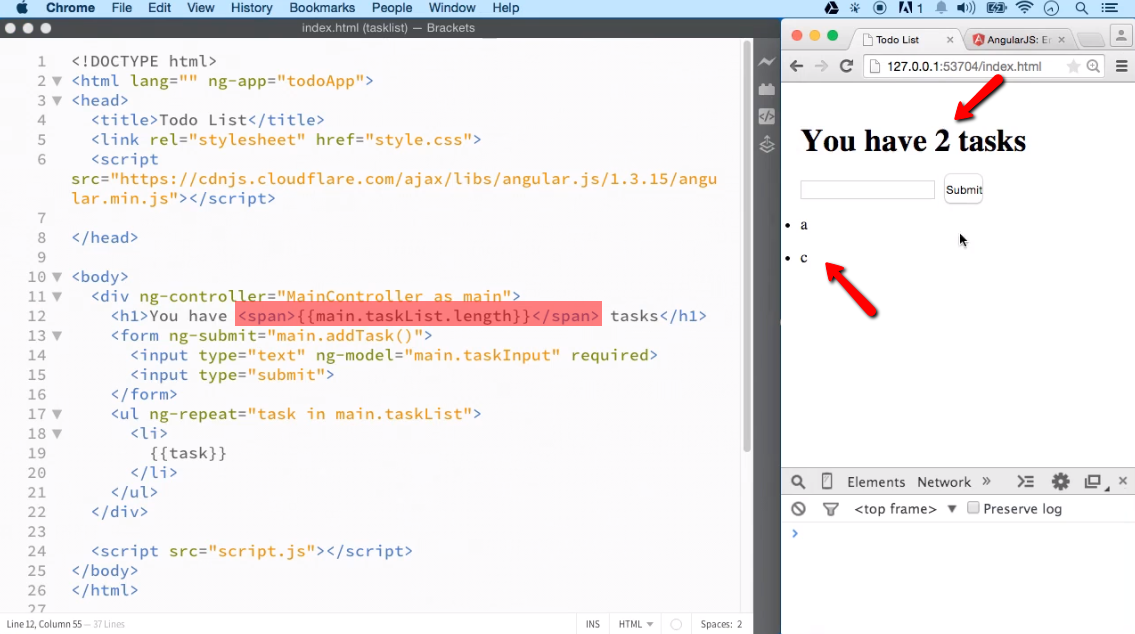 Chrome File Edit View History Bookmarks People Window Help
1
index.html (tasklist) — Brackets
1 <!DOCTYPE html>
2 <html lang="" ng-app="todoApp">
3 <head>
4 <title>Todo List</title>
5 <link rel="stylesheet" href="style.css">
6 <script
src="https://cdnjs.cloudflare.com/ajax/libs/angular.js/1.3.15/angu
lar.min.js"></script>
7
8 </head>
9
10 <body>
11 <div ng-controller="MainController as main">
12 <h1>You have <span>{{main.taskList.length}}</span> tasks</h1>
13 <form ng-submit="main.addTask()">
14 <input type="text" ng-model="main.taskInput" required>
15 <input type="submit">
16 </form>
17 <ul ng-repeat="task in main.taskList">
18 <li>
19 {{task}}
20 </li>
21 </ul>
22 </div>
23
24 <script src="script.js"></script>
25 </body>
26 </html>
27
Line 12, Column 55 — 37 Lines
INS HTML Spaces: 2
Todo List × AngularJS: Er ×
127.0.0.1:53704/index.html
You have 2 tasks
Submit
• a
• c
Elements Network » ×
<top frame> ▼ Preserve log
>